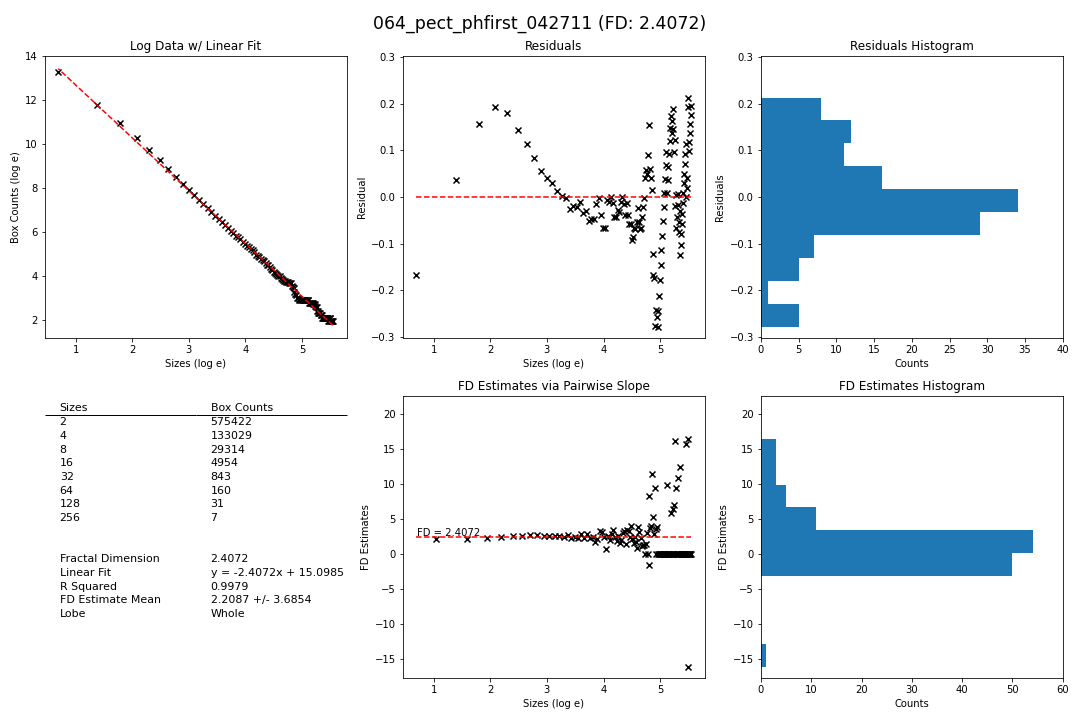 064_pect_phfirst_042711 (FD: 2.4072)
Log Data w/ Linear Fit
Box Counts (log e)
14
12
10
8
6
4
2
1 2 3 4 5
Sizes (log e)
Residuals
Residual
0.3
0.2
0.1
0.0
−0.1
−0.2
−0.3
1 2 3 4 5
Sizes (log e)
Residuals Histogram
Residuals
0.3
0.2
0.1
0.0
−0.1
−0.2
−0.3
0 5 10 15 20 25 30 35 40
Counts
Sizes Box Counts
2 575422
4 133029
8 29314
16 4954
32 843
64 160
128 31
256 7
Fractal Dimension 2.4072
Linear Fit y = -2.4072x + 15.0985
R Squared 0.9979
FD Estimate Mean 2.2087 +/- 3.6854
Lobe Whole
FD Estimates via Pairwise Slope
FD Estimates
20
15
10
5
0
−5
−10
−15
FD = 2.4072
1 2 3 4 5
Sizes (log e)
FD Estimates Histogram
FD Estimates
20
15
10
5
0
−5
−10
−15
0 10 20 30 40 50 60
Counts